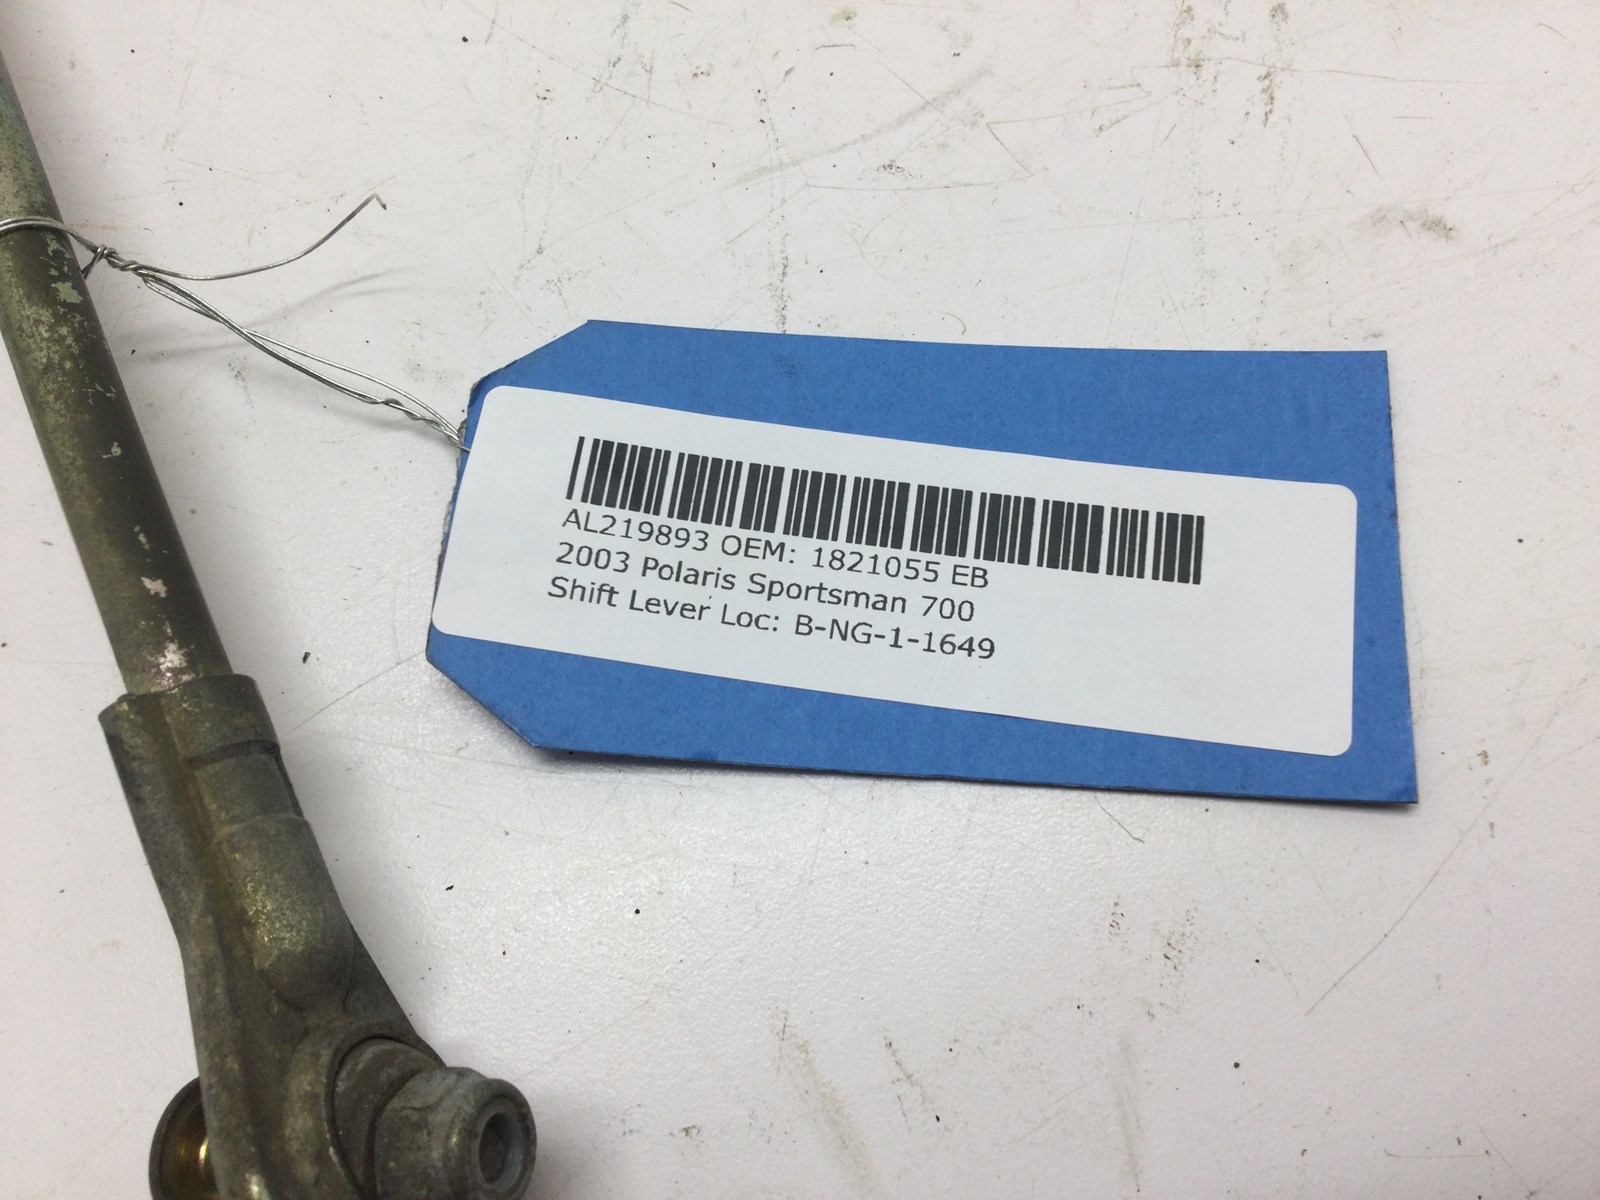 AL219893 OEM: 1821055 EB
2003 Polaris Sportsman 700
Shift Lever Loc: B-NG-1-1649